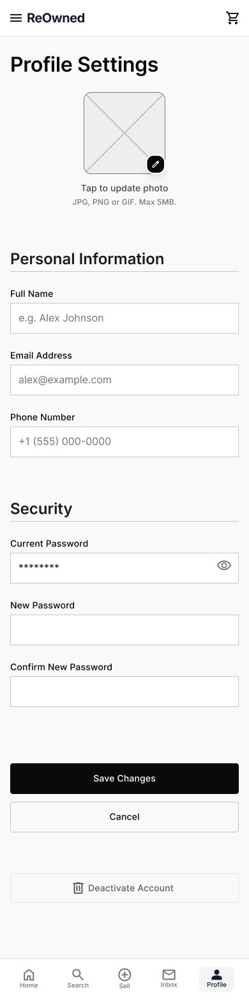 ReOwned
Profile Settings
Tap to update photo
JPG, PNG or GIF. Max 5MB.
Personal Information
Full Name
e.g. Alex Johnson
Email Address
alex@example.com
Phone Number
+1 (555) 000-0000
Security
Current Password
********
New Password
Confirm New Password
Save Changes
Cancel
Deactivate Account
Home Search Sell Inbox Profile